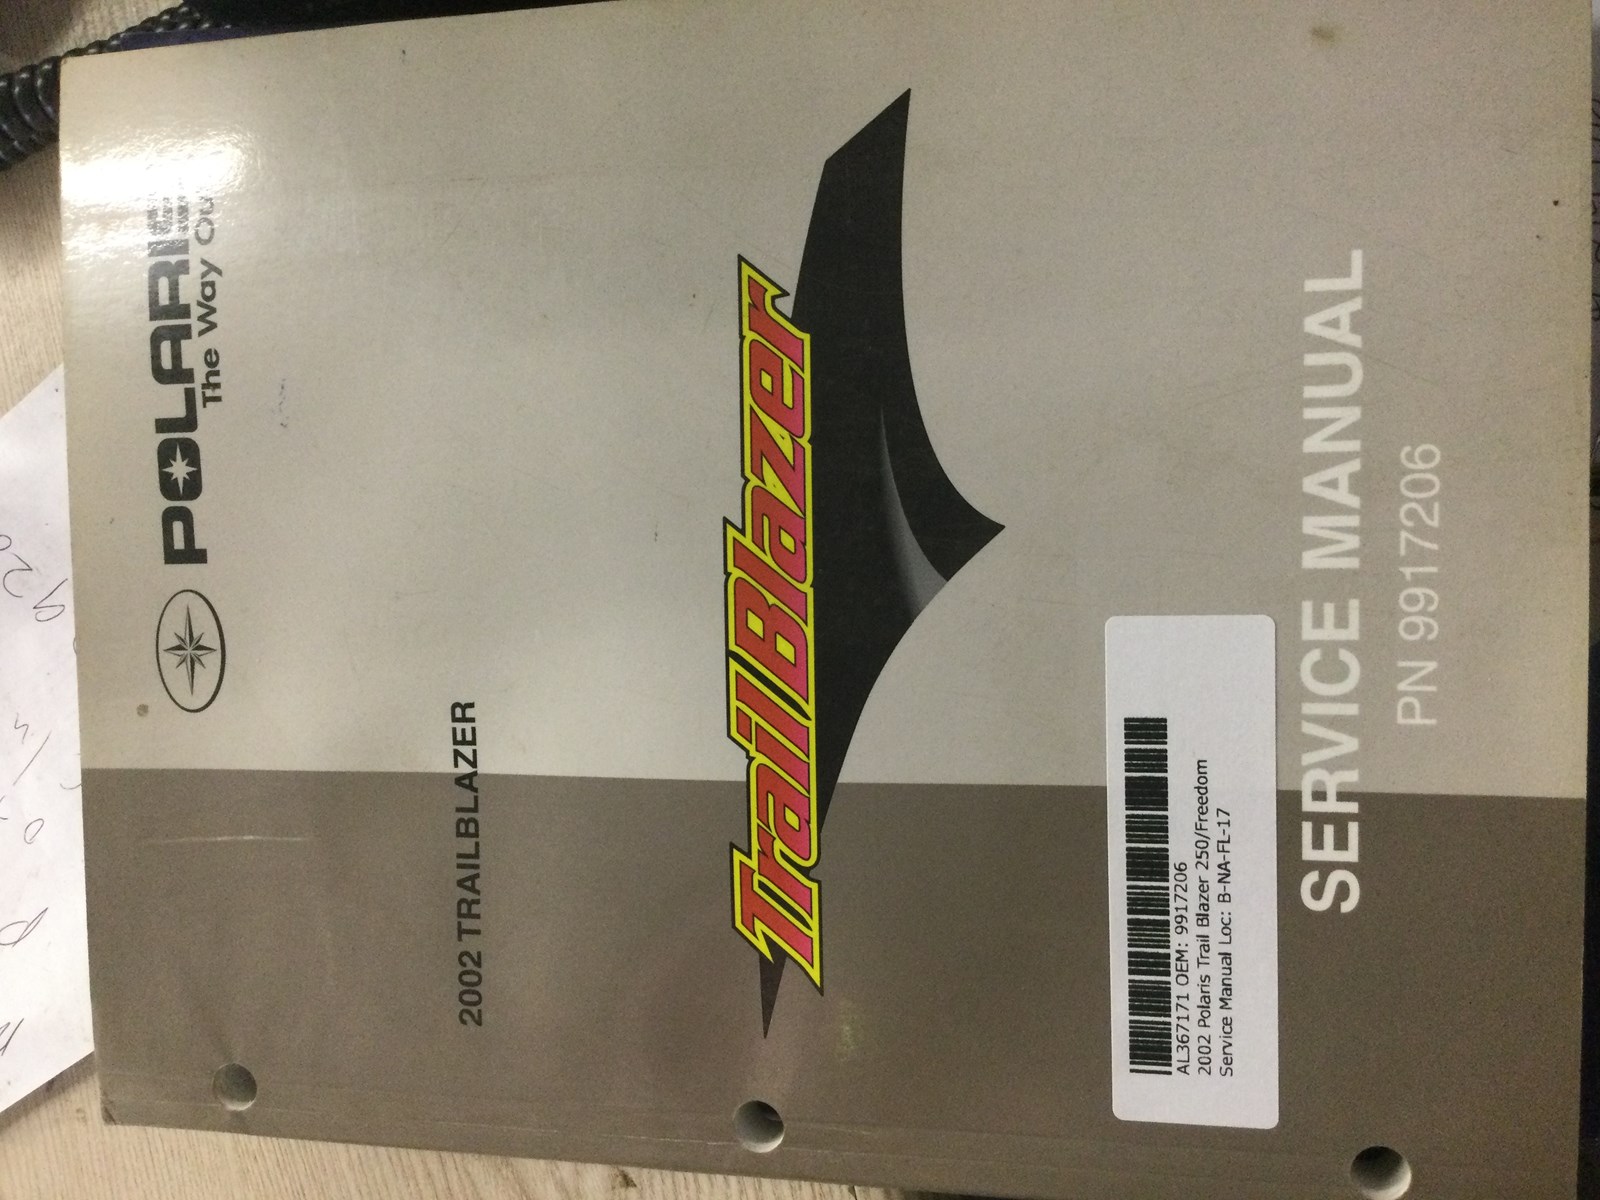 POLARIS
The Way Out
2002 TRAILBLAZER
TrailBlazer
AL367171 OEM: 9917206
2002 Polaris Trail Blazer 250/Freedom
Service Manual Loc: B-NA-FL-17
SERVICE MANUAL
PN 9917206